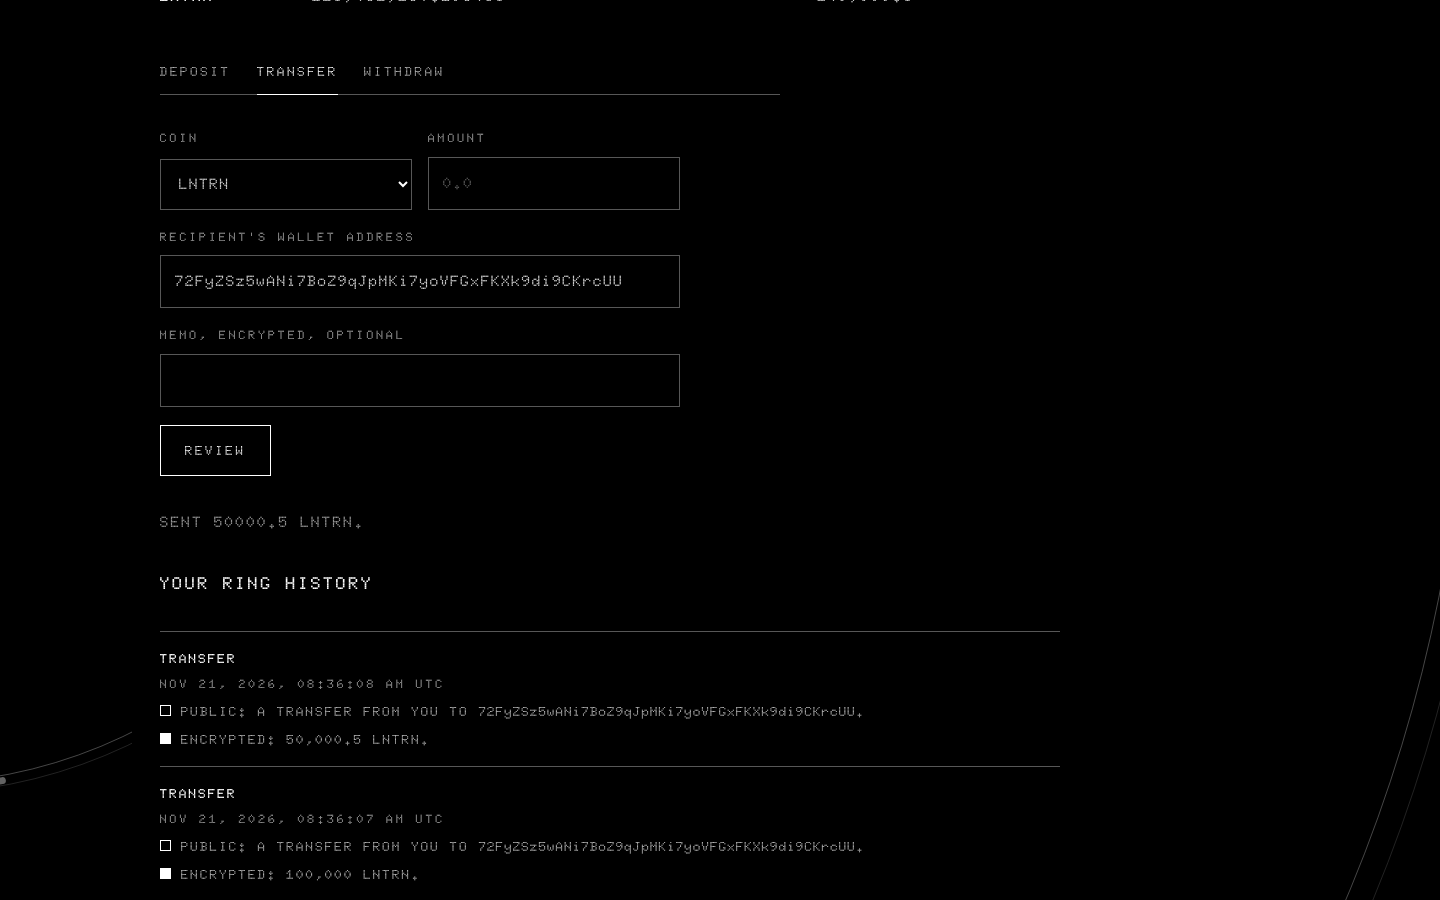 DEPOSIT TRANSFER WITHDRAW
COIN AMOUNT
LNTRN 0.0
RECIPIENT'S WALLET ADDRESS
72FyZSz5wANi7BoZ9qJpMKi7yoVFGxFKXk9di9CKrcUU
MEMO, ENCRYPTED, OPTIONAL
REVIEW
SENT 50000.5 LNTRN.
YOUR RING HISTORY
TRANSFER
NOV 21, 2026, 08:36:08 AM UTC
PUBLIC: A TRANSFER FROM YOU TO 72FyZSz5wANi7BoZ9qJpMKi7yoVFGxFKXk9di9CKrcUU.
ENCRYPTED: 50,000.5 LNTRN.
TRANSFER
NOV 21, 2026, 08:36:07 AM UTC
PUBLIC: A TRANSFER FROM YOU TO 72FyZSz5wANi7BoZ9qJpMKi7yoVFGxFKXk9di9CKrcUU.
ENCRYPTED: 100,000 LNTRN.